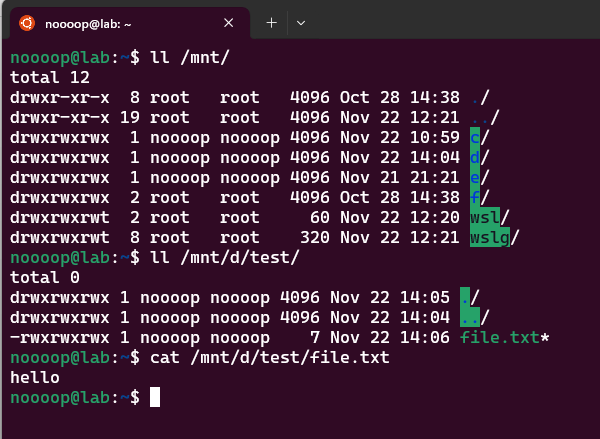 noooop@lab: ~
noooop@lab:~$ ll /mnt/
total 12
drwxr-xr-x  8 root   root   4096 Oct 28 14:38 ./
drwxr-xr-x 19 root   root   4096 Nov 22 12:21 ../
drwxrwxrwx  1 noooop noooop 4096 Nov 22 10:59 c/
drwxrwxrwx  1 noooop noooop 4096 Nov 22 14:04 d/
drwxrwxrwx  1 noooop noooop 4096 Nov 21 21:21 e/
drwxrwxrwx  2 root   root   4096 Oct 28 14:38 f/
drwxrwxrwt  2 root   root     60 Nov 22 12:20 wsl/
drwxrwxrwt  8 root   root    320 Nov 22 12:21 wslg/
noooop@lab:~$ ll /mnt/d/test/
total 0
drwxrwxrwx 1 noooop noooop 4096 Nov 22 14:05 ./
drwxrwxrwx 1 noooop noooop 4096 Nov 22 14:04 ../
-rwxrwxrwx 1 noooop noooop    7 Nov 22 14:06 file.txt*
noooop@lab:~$ cat /mnt/d/test/file.txt
hello
noooop@lab:~$